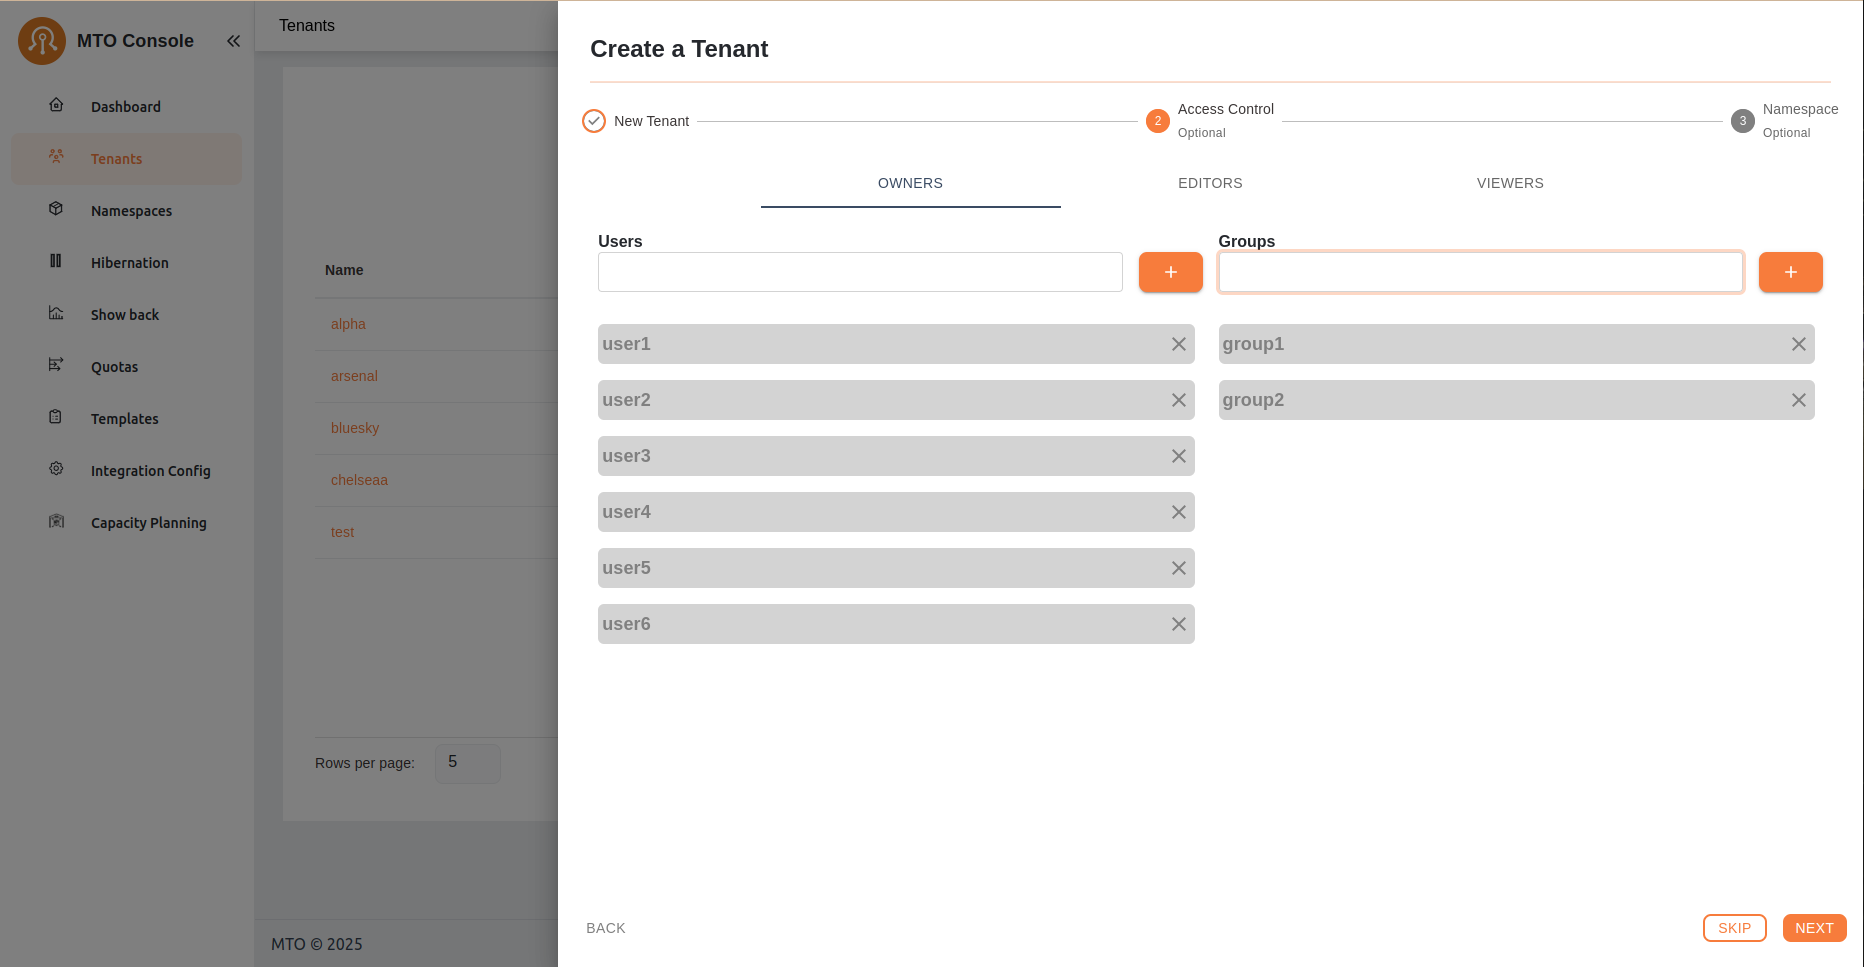 MTO Console
Dashboard
Tenants
Namespaces
Hibernation
Show back
Quotas
Templates
Integration Config
Capacity Planning
Tenants
Name
alpha
arsenal
bluesky
chelseaa
test
Rows per page: 5
MTO © 2025
Create a Tenant
New Tenant
2 Access Control
Optional
3 Namespace
Optional
OWNERS EDITORS VIEWERS
Users Groups
+ +
user1 group1
user2 group2
user3
user4
user5
user6
BACK SKIP NEXT